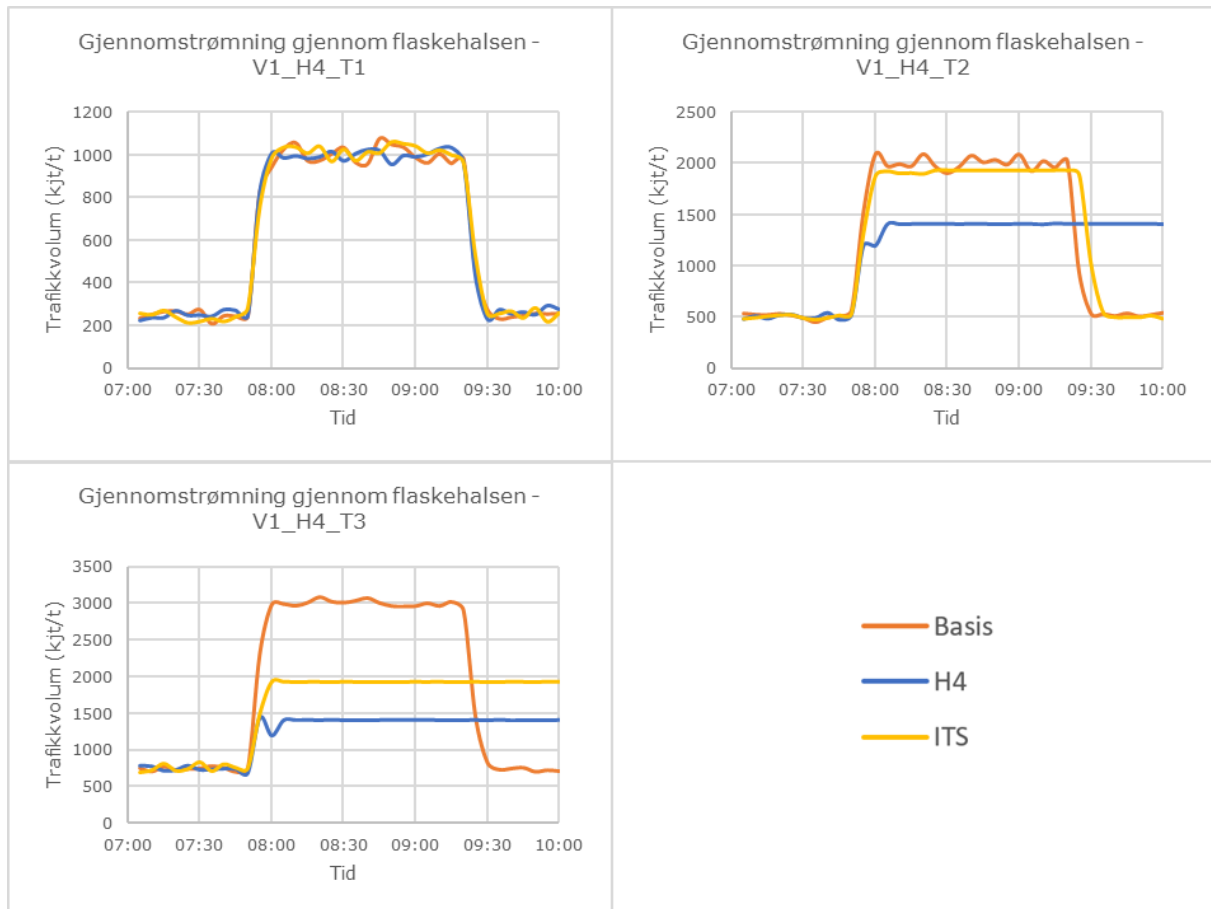 Gjennomstrømning gjennom flaskehalsen -
V1_H4_T1
Trafikkvolum (kjt/t)
1200
1000
800
600
400
200
0
07:00 07:30 08:00 08:30 09:00 09:30 10:00
Tid
Gjennomstrømning gjennom flaskehalsen -
V1_H4_T2
Trafikkvolum (kjt/t)
2500
2000
1500
1000
500
0
07:00 07:30 08:00 08:30 09:00 09:30 10:00
Tid
Gjennomstrømning gjennom flaskehalsen -
V1_H4_T3
Trafikkvolum (kjt/t)
3500
3000
2500
2000
1500
1000
500
0
07:00 07:30 08:00 08:30 09:00 09:30 10:00
Tid
Basis
H4
ITS